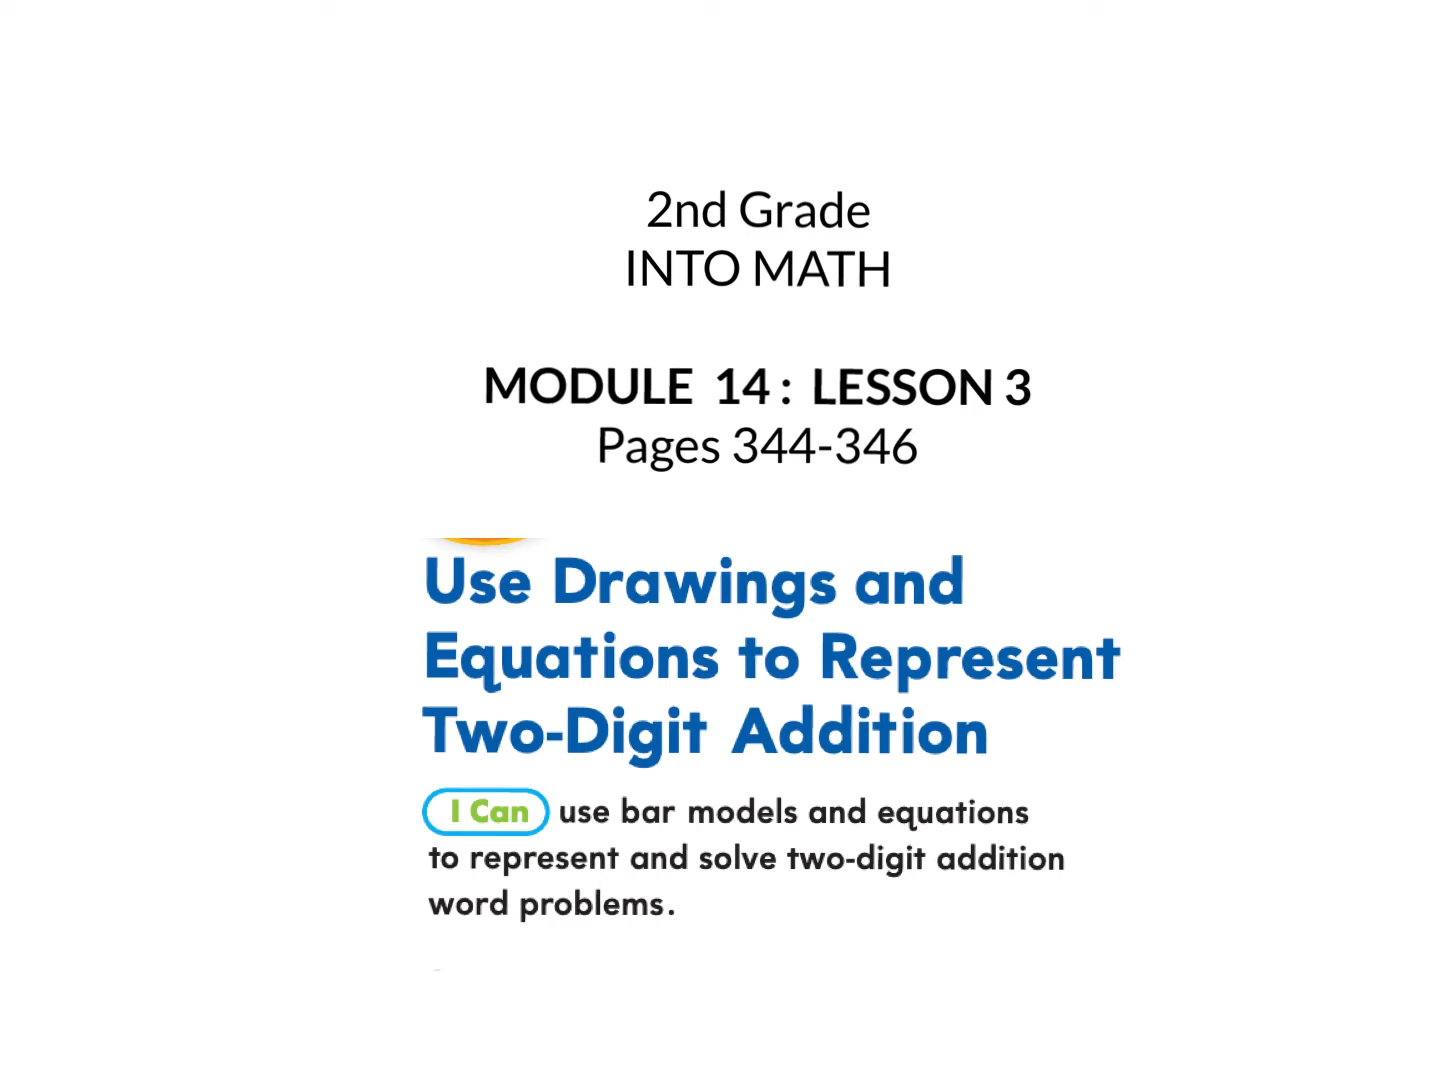 2nd Grade
INTO MATH
MODULE 14: LESSON 3
Pages 344-346
Use Drawings and
Equations to Represent
Two-Digit Addition
I Can use bar models and equations
to represent and solve two-digit addition
word problems.